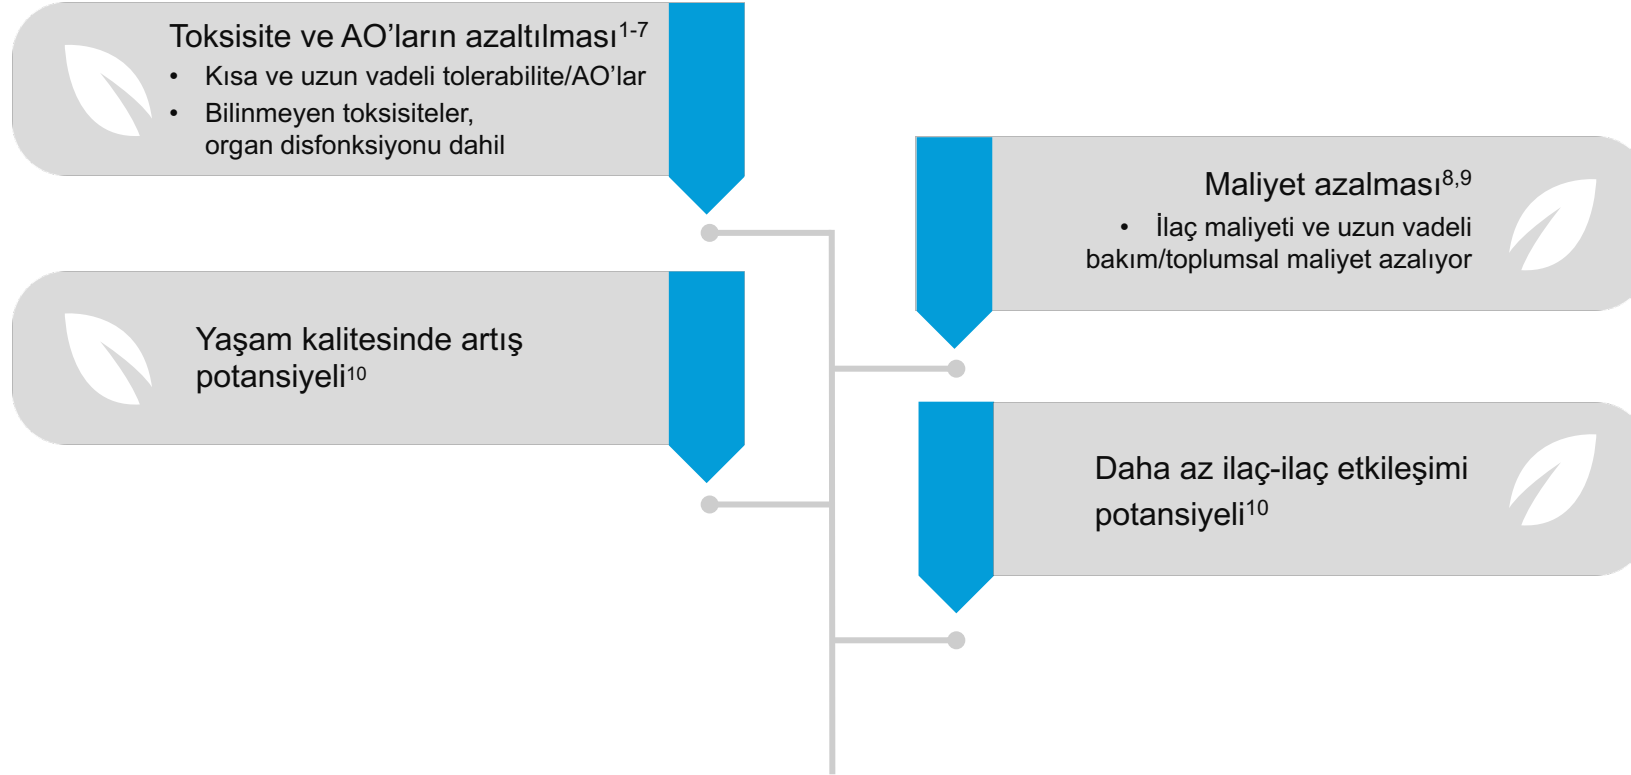 Toksisite ve AO’ların azaltılması1-7
• Kısa ve uzun vadeli tolerabilite/AO’lar
• Bilinmeyen toksisiteler,
organ disfonksiyonu dahil
Maliyet azalması8,9
• İlaç maliyeti ve uzun vadeli
bakım/toplumsal maliyet azalıyor
Yaşam kalitesinde artış
potansiyeli10
Daha az ilaç-ilaç etkileşimi
potansiyeli10